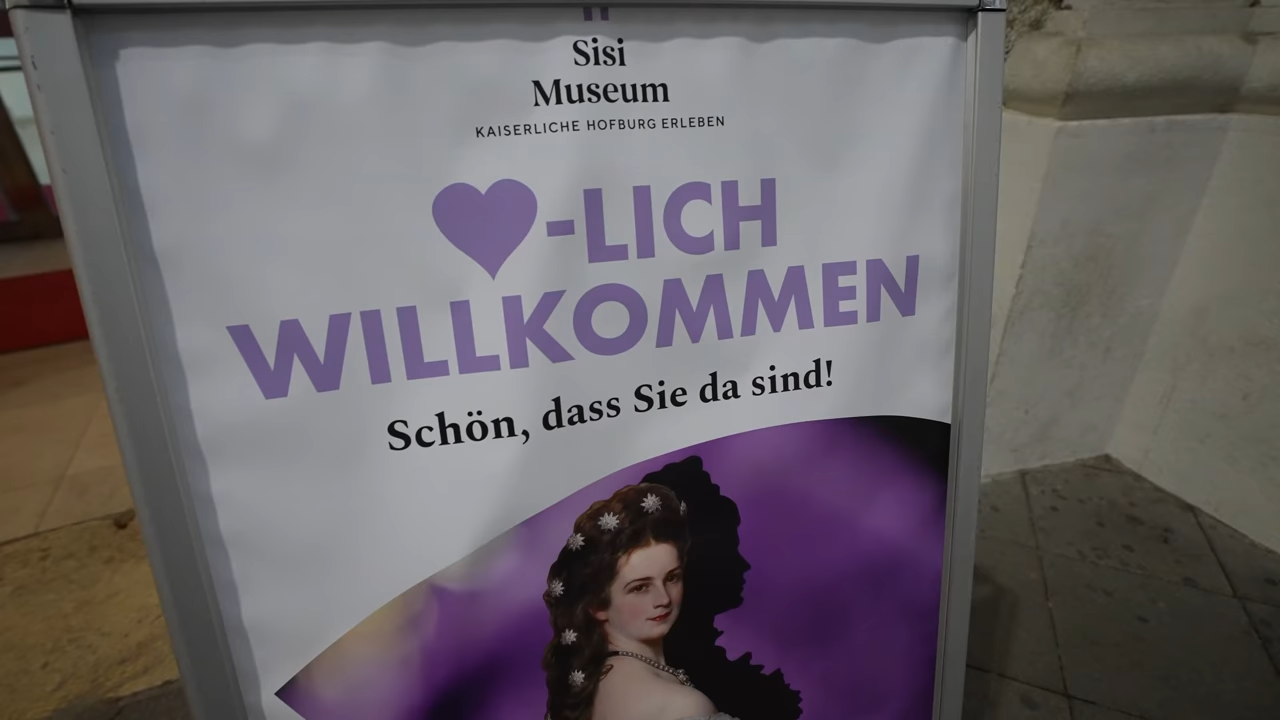 Sisi
Museum
KAISERLICHE HOFBURG ERLEBEN
♥-LICH
WILLKOMMEN
Schön, dass Sie da sind!